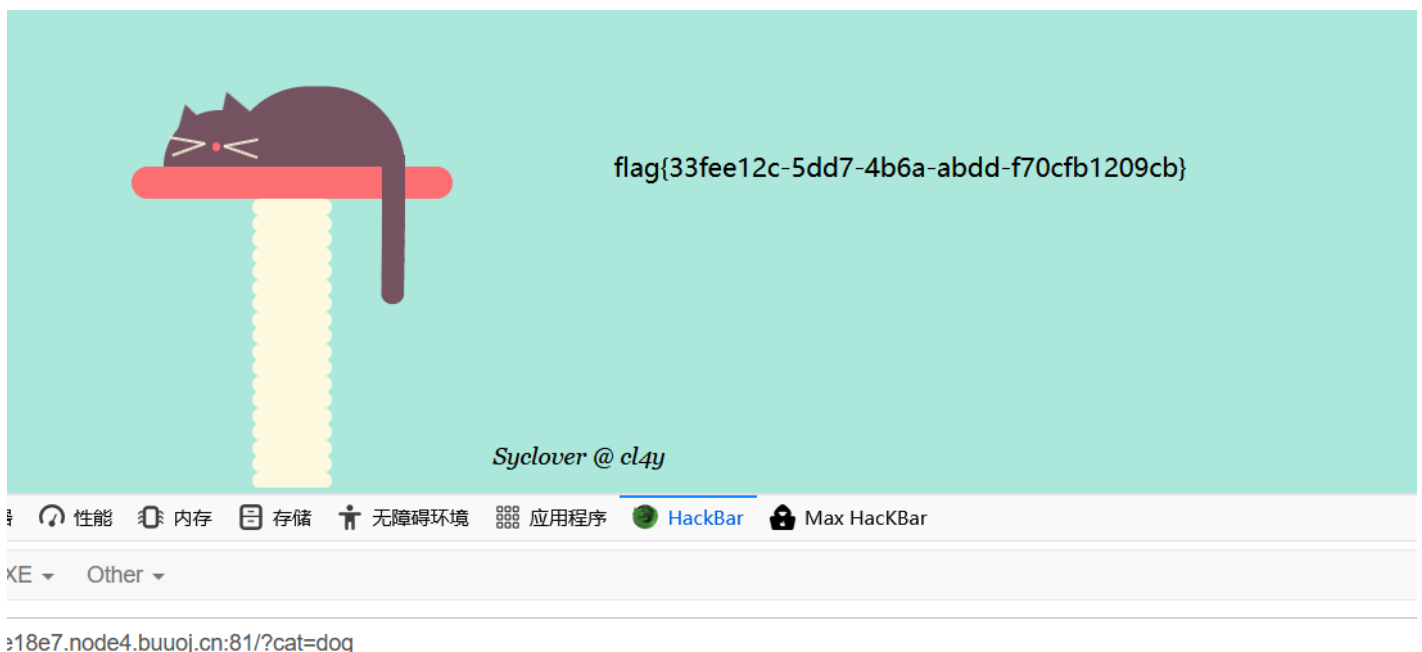 flag{33fee12c-5dd7-4b6a-abdd-f70cfb1209cb}
Syclover @ cl4y
性能 内存 存储 无障碍环境 应用程序 HackBar Max HacKBar
XE Other
e18e7.node4.buuoj.cn:81/?cat=dog